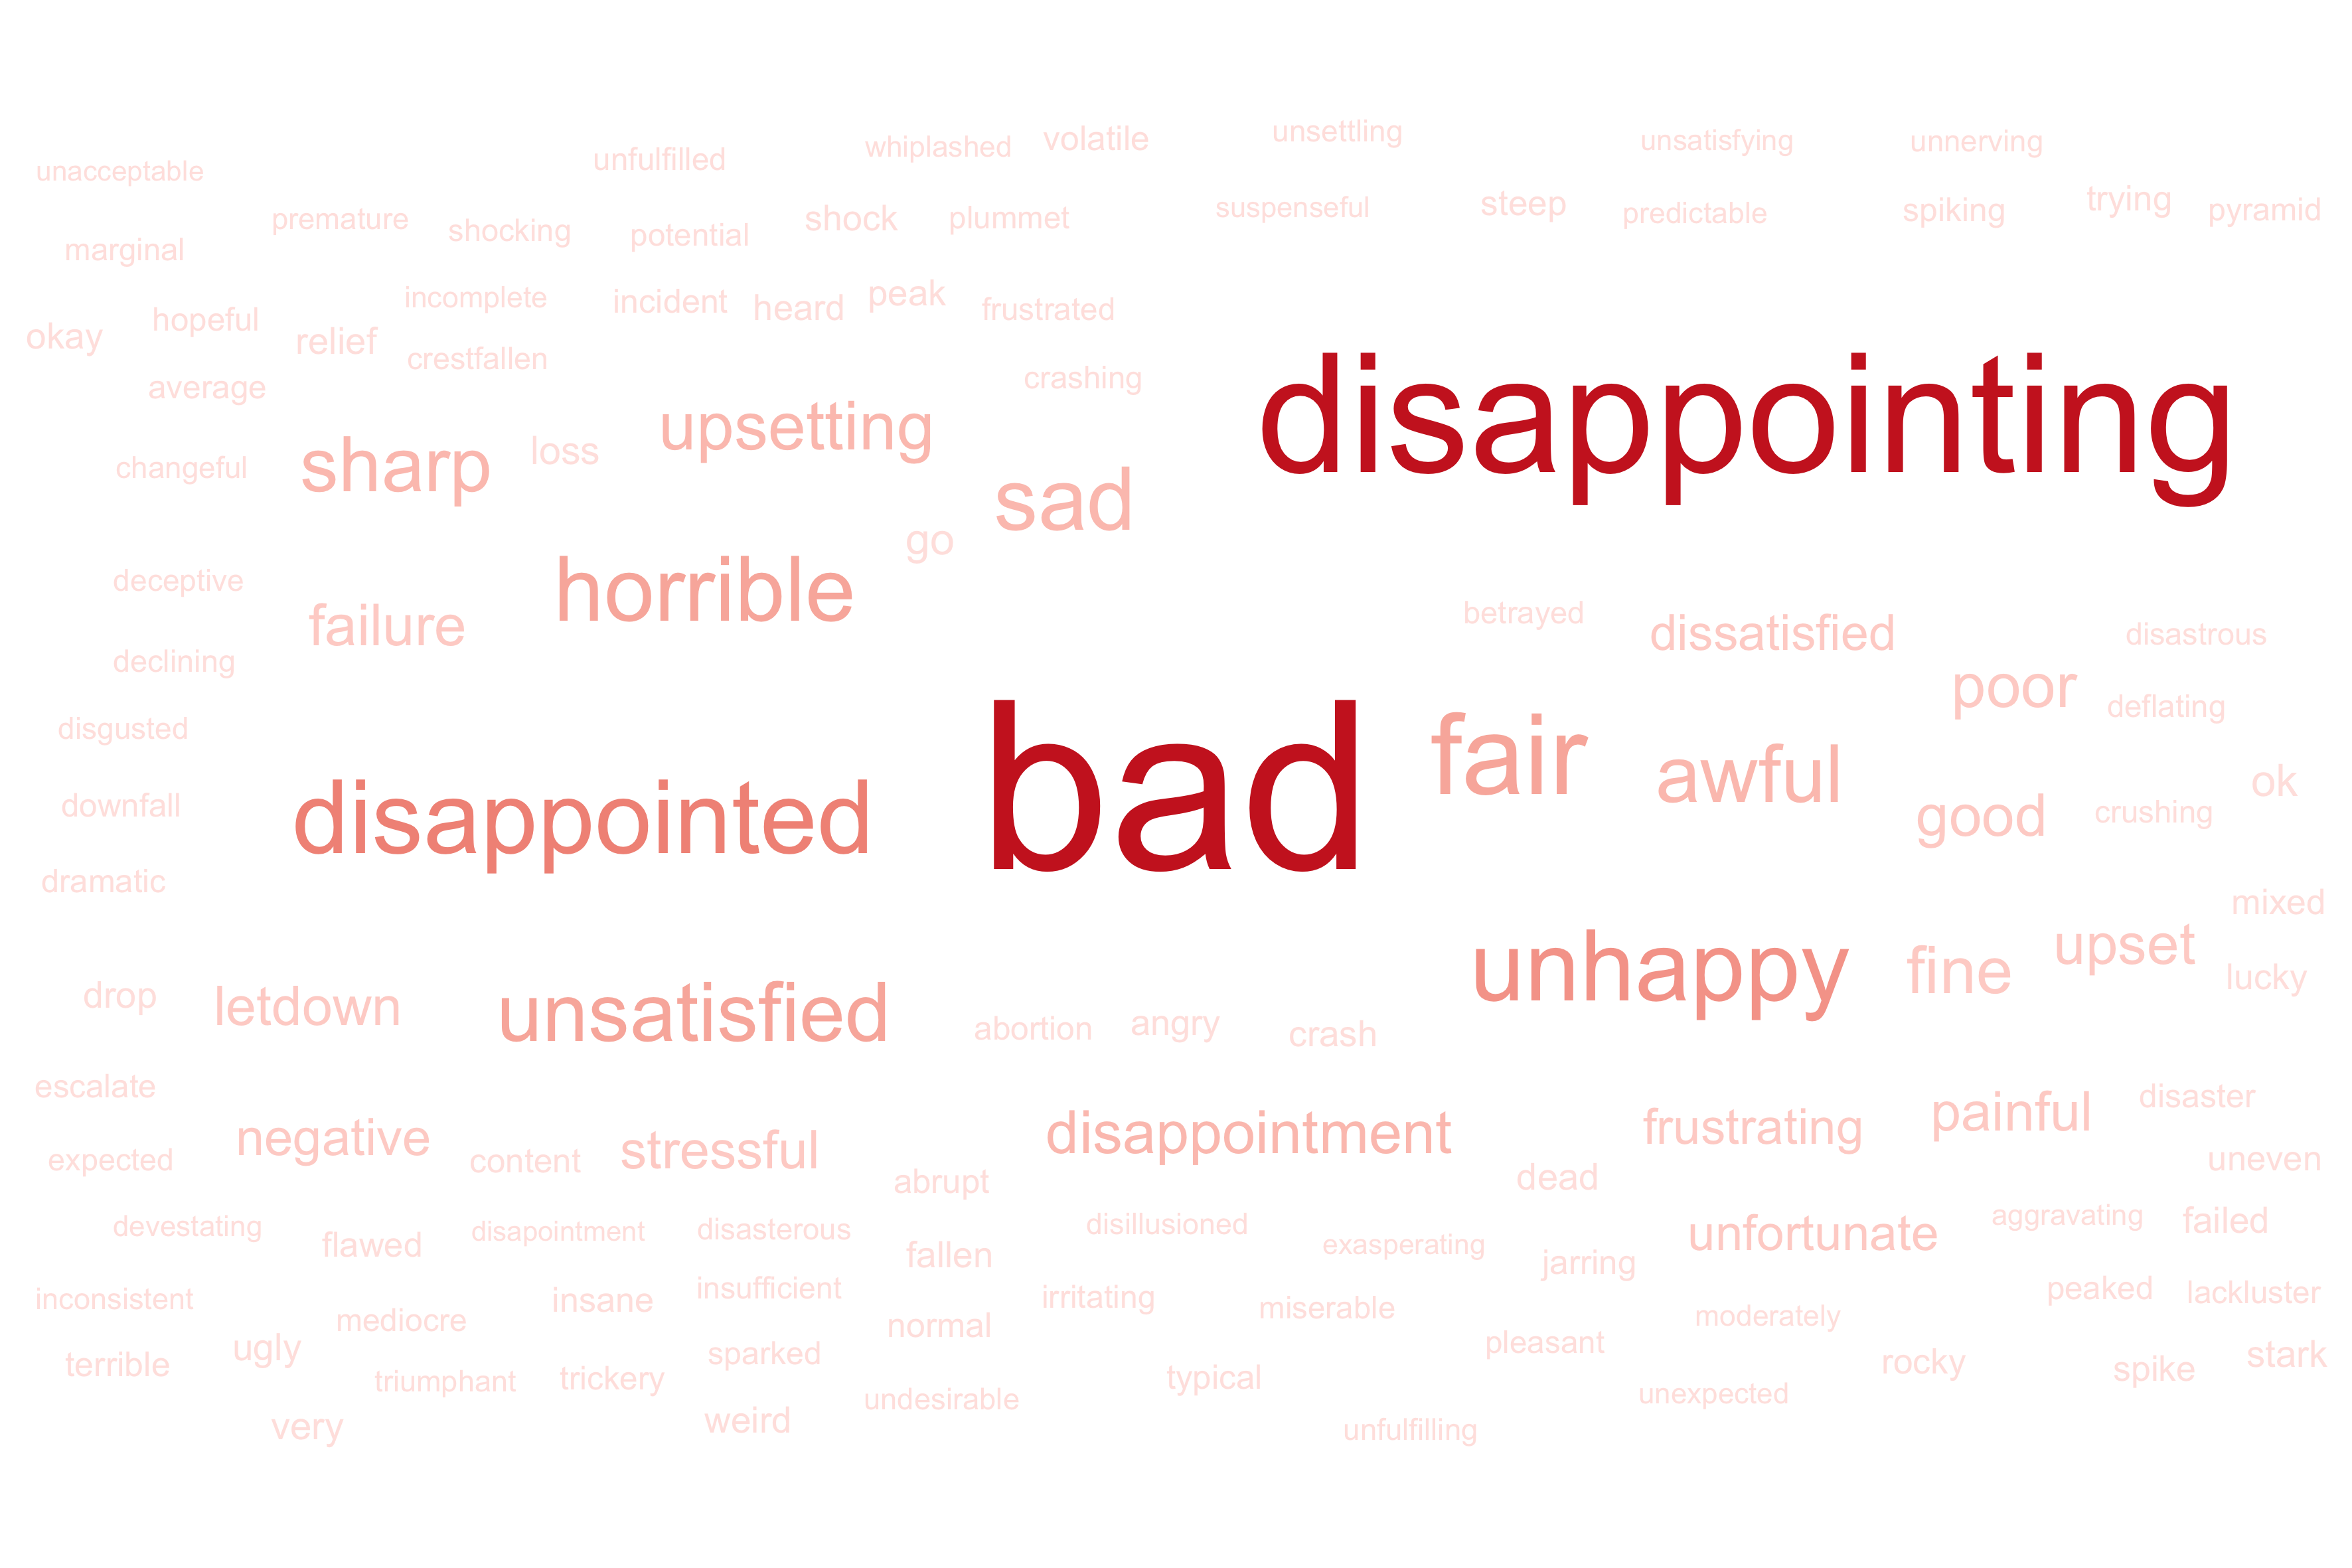 unsettling
whiplashed volatile unsatisfying unnerving
unfulfilled
unacceptable
suspenseful steep predictable spiking trying pyramid
premature shocking potential shock plummet
marginal
incomplete incident heard peak frustrated
okay hopeful relief
crestfallen
average crashing
disappointing
changeful sharp loss upsetting
sad
go
horrible
deceptive
failure
betrayed dissatisfied disastrous
declining
poor deflating
disgusted
bad fair awful good crushing ok
disappointed
downfall
dramatic
mixed
unhappy fine upset lucky
drop letdown unsatisfied
abortion angry crash
escalate
disappointment frustrating painful disaster
negative content stressful
expected uneven
abrupt dead
devestating flawed disapointment disasterous
fallen disillusioned exasperating jarring unfortunate aggravating failed
inconsistent mediocre insane insufficient
irritating miserable moderately peaked lackluster
normal
terrible ugly sparked pleasant
triumphant trickery typical rocky spike stark
undesirable unexpected
very weird unfulfilling